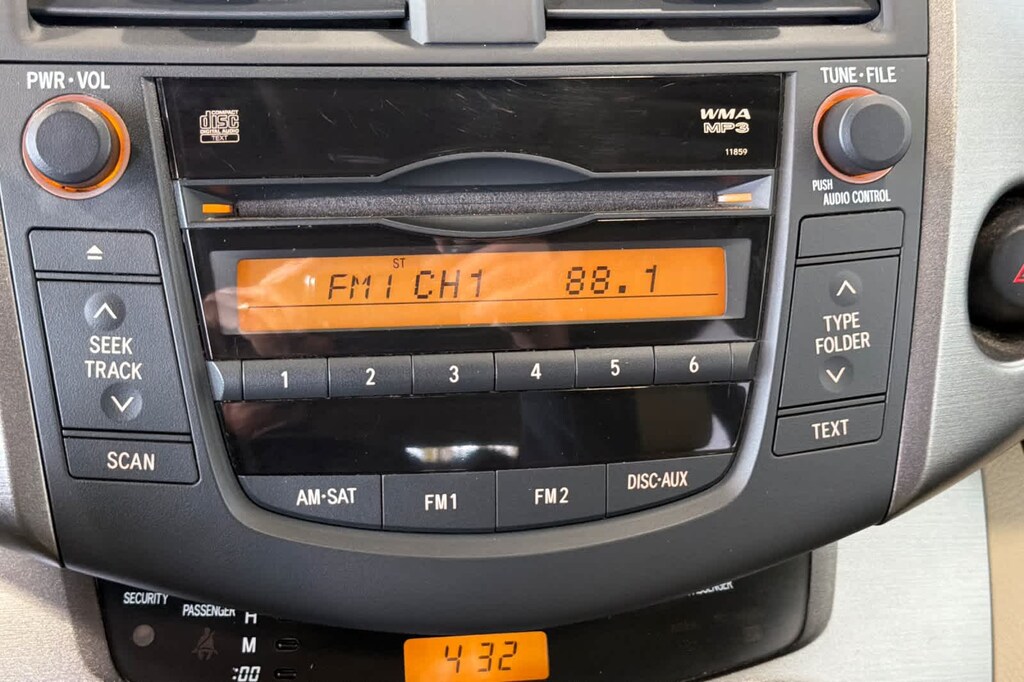 PWR·VOL
TUNE·FILE
COMPACT
disc
DIGITAL AUDIO
TEXT
WMA
MP3
11859
PUSH
AUDIO CONTROL
ST
FM1 CH1 88.1
SEEK
TRACK
TYPE
FOLDER
1 2 3 4 5 6
SCAN
TEXT
AM·SAT FM1 FM2 DISC·AUX
SECURITY
PASSENGER
H
M
:00
4 32